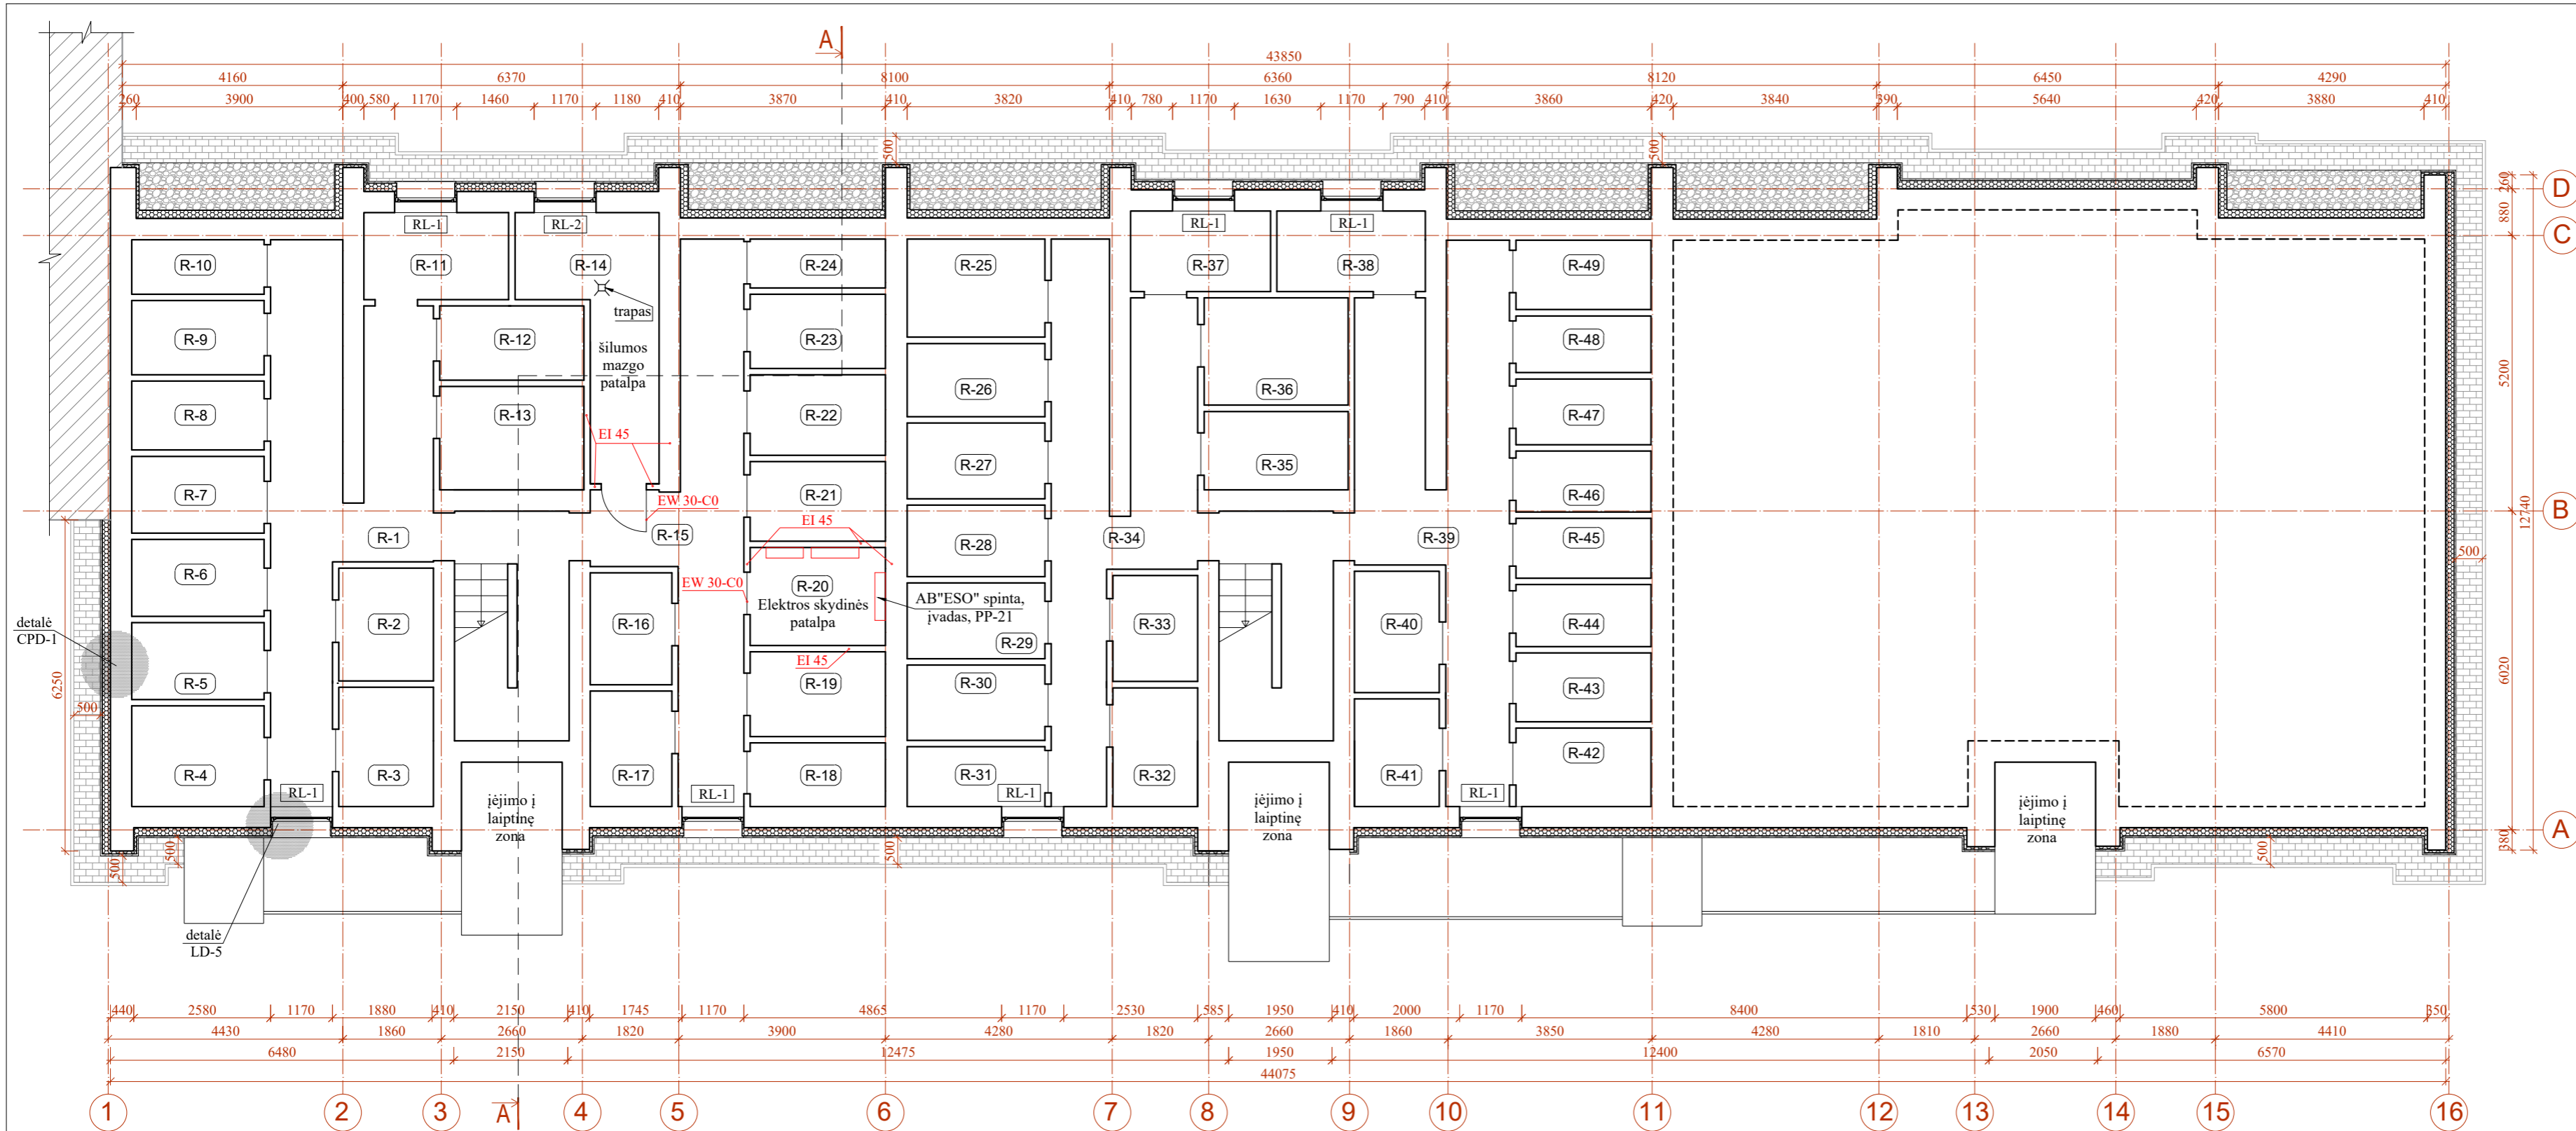 A
43850
4160 6370 8100 6360 8120 6450 4290
260 3900 400 580 1170 1460 1170 1180 410 3870 410 3820 410 780 1170 1630 1170 790 410 3860 420 3840 390 5640 420 3880 410
500 500
260
D
880
RL-1 RL-2 RL-1 RL-1
C
R-10 R-11 R-14 R-24 R-25 R-37 R-38 R-49
trapas
R-9 R-12 R-23 R-48
šilumos
mazgo
patalpa
5200
R-26 R-36
R-8 R-13 R-22 R-47
EI 45
R-27 R-35
R-7 R-21 R-46
EW 30-C0
EI 45
B
12740
R-1 R-15 R-28 R-34 R-39 R-45
500
R-6 R-20 R-40
EW 30-C0
Elektros skydinės
patalpa
AB"ESO" spinta,
įvadas, PP-21
R-2 R-16 R-33 R-44
detalė
CPD-1
R-29
EI 45
6250
R-5 R-19 R-30 R-43
500
6020
R-4 R-3 R-17 R-18 R-31 R-32 R-41 R-42
RL-1 RL-1 RL-1 RL-1
įėjimo į
laiptinę
zona
įėjimo į
laiptinę
zona
įėjimo į
laiptinę
zona
A
380
500 500 500 500
detalė
LD-5
440 2580 1170 1880 410 2150 410 1745 1170 4865 1170 2530 585 1950 410 2000 1170 8400 530 1900 460 5800 350
4430 1860 2660 1820 3900 4280 1820 2660 1860 3850 4280 1810 2660 1880 4410
6480 2150 12475 1950 12400 2050 6570
44075
1 2 3 4 5 6 7 8 9 10 11 12 13 14 15 16
A